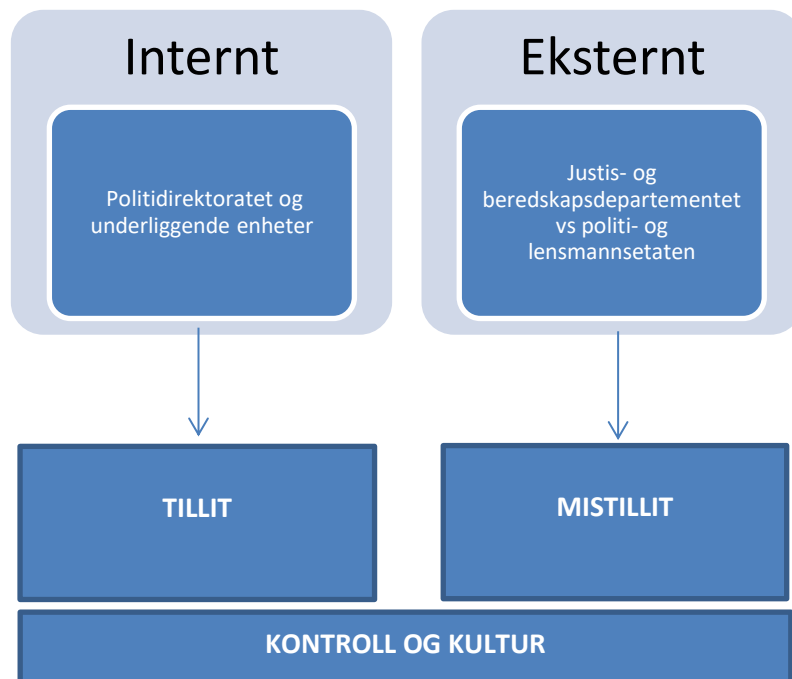 Internt
Politidirektoratet og
underliggende enheter
Eksternt
Justis- og
beredskapsdepartementet
vs politi- og
lensmannsetaten
TILLIT
MISTILLIT
KONTROLL OG KULTUR